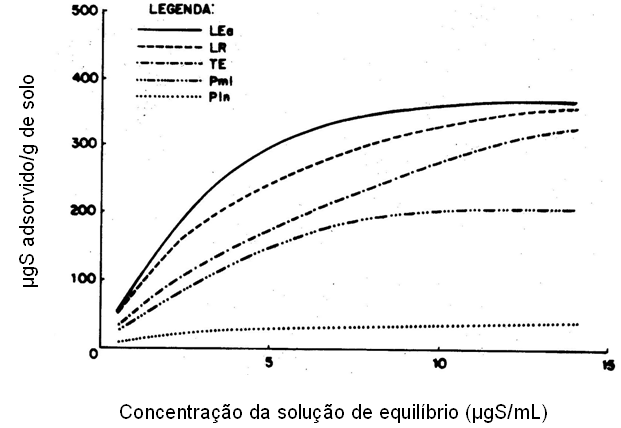 500
LEGENDA:
LEa
LR
TE
Pml
Pln
400
300
200
100
0
5
10
15
µgS adsorvido/g de solo
Concentração da solução de equilíbrio (µgS/mL)